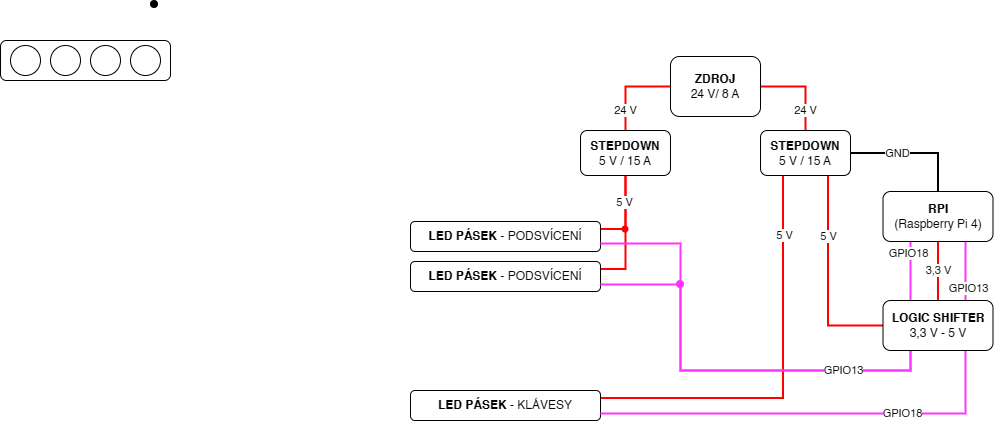 ZDROJ
24 V/ 8 A
24 V
24 V
STEPDOWN
5 V / 15 A
STEPDOWN
5 V / 15 A
GND
5 V
RPI
(Raspberry Pi 4)
LED PÁSEK - PODSVÍCENÍ
5 V
5 V
GPIO18
3,3 V
LED PÁSEK - PODSVÍCENÍ
GPIO13
LOGIC SHIFTER
3,3 V - 5 V
GPIO13
LED PÁSEK - KLÁVESY
GPIO18